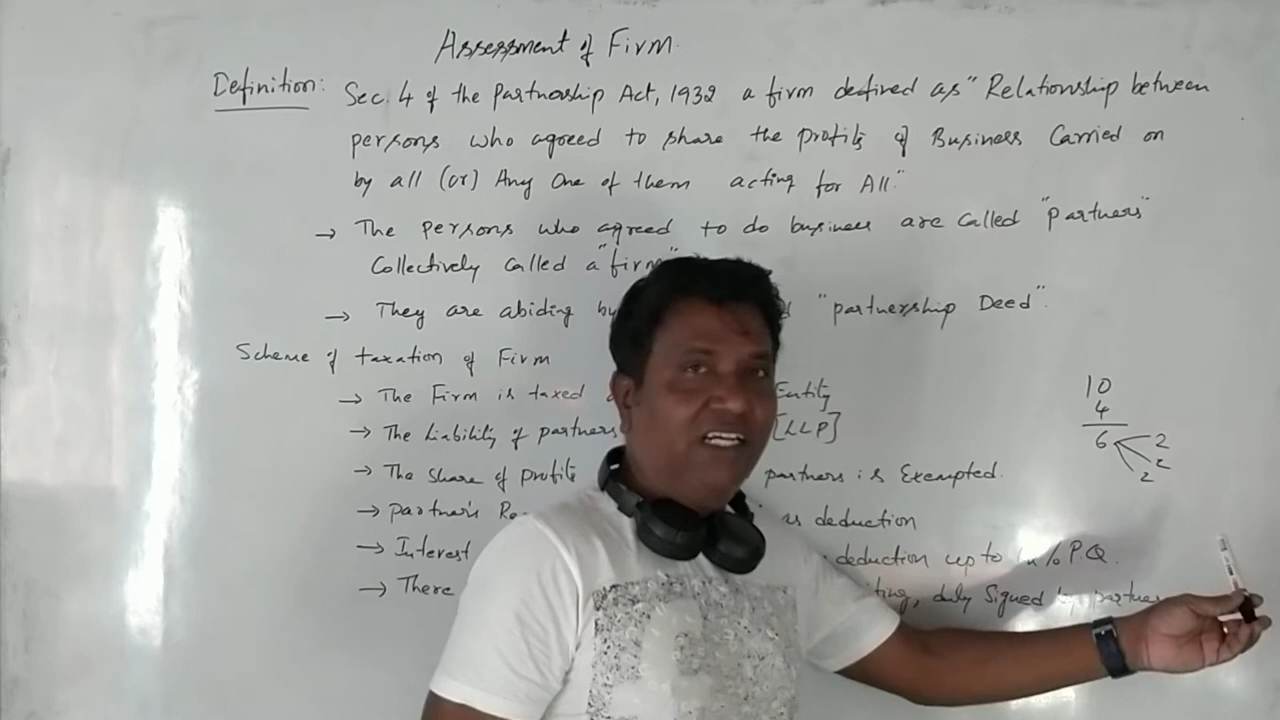 Assessment of Firm.
Definition: Sec. 4 of the Partnership Act, 1932 a firm defined as "Relationship between
persons who agreed to share the profits of Business Carried on
by all (or) Any One of them acting for All."
→ The persons who agreed to do business are Called "partners"
Collectively Called a "firm"
→ They are abiding by "partnership Deed".
Scheme of taxation of Firm
→ The Firm is taxed Entity
→ The Liability of partners [LLP]
→ The Share of profits partners is Exempted.
→ partner's as deduction
→ Interest deduction up to % P.Q.
→ There duly Signed by
10
4
6 2
2
2